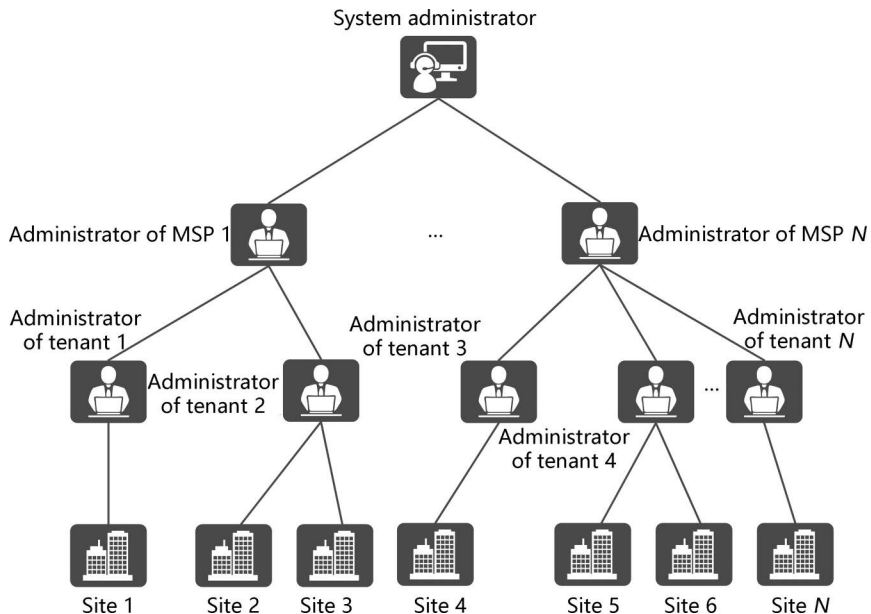 System administrator
Administrator of MSP 1
...
Administrator of MSP N
Administrator
of tenant 1
Administrator
of tenant 2
Administrator
of tenant 3
Administrator
of tenant 4
...
Administrator
of tenant N
Site 1
Site 2
Site 3
Site 4
Site 5
Site 6
Site N